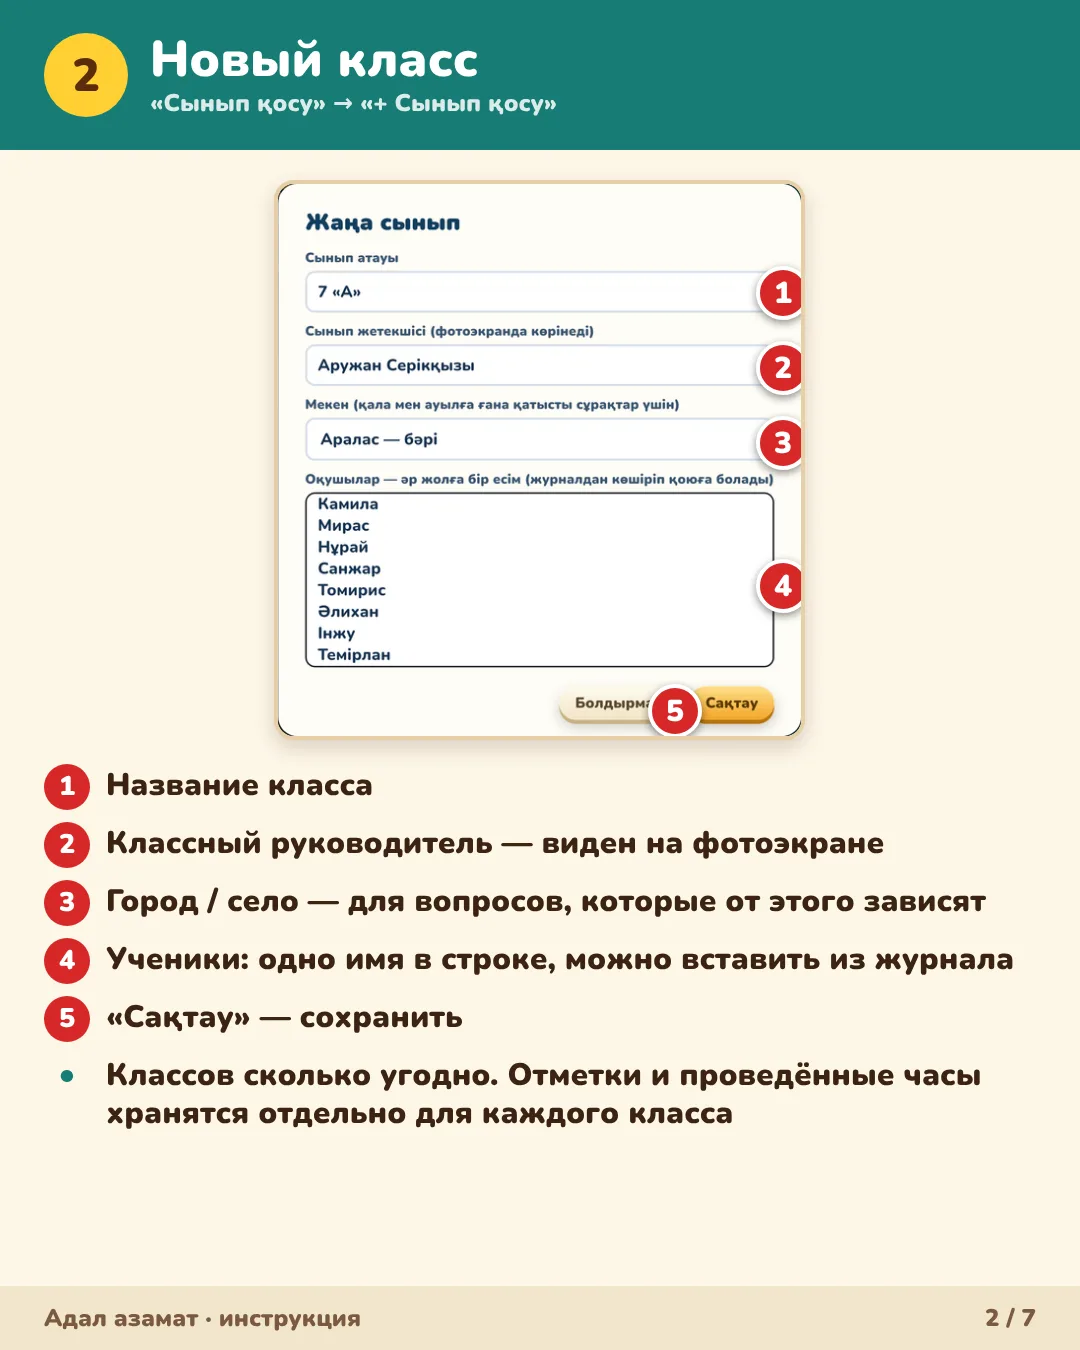 2
Новый класс
«Сынып қосу» → «+ Сынып қосу»
Жаңа сынып
Сынып атауы
7 «А»
1
Сынып жетекшісі (фотоэкранда көрінеді)
Аружан Серікқызы
2
Мекен (қала мен ауылға ғана қатысты сұрақтар үшін)
Аралас — бәрі
3
Оқушылар — әр жолға бір есім (журналдан көшіріп қоюға болады)
Камила
Мирас
Нұрай
Санжар
Томирис
Әлихан
Інжу
Темірлан
4
5
Сақтау
1 Название класса
2 Классный руководитель — виден на фотоэкране
3 Город / село — для вопросов, которые от этого зависят
4 Ученики: одно имя в строке, можно вставить из журнала
5 «Сақтау» — сохранить
• Классов сколько угодно. Отметки и проведённые часы
хранятся отдельно для каждого класса
Адал азамат · инструкция
2 / 7